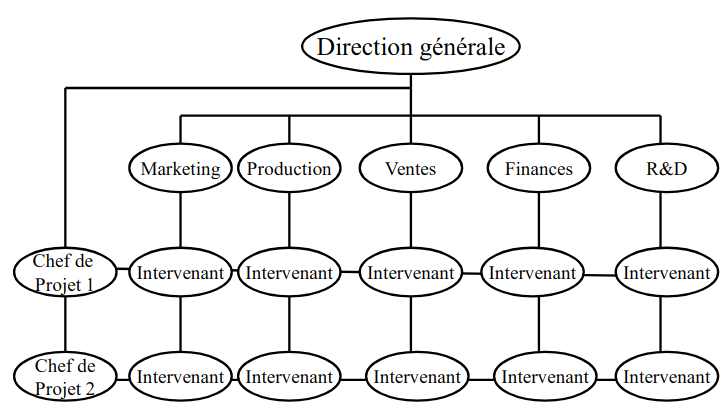 Direction générale
Marketing
Production
Ventes
Finances
R&D
Chef de
Projet 1
Intervenant
Intervenant
Intervenant
Intervenant
Intervenant
Chef de
Projet 2
Intervenant
Intervenant
Intervenant
Intervenant
Intervenant